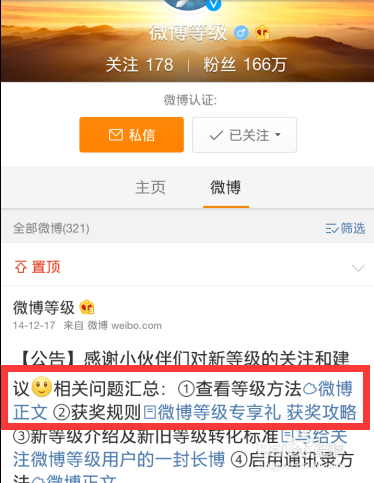 微博等级
关注 178 | 粉丝 166万
微博认证:
私信
已关注
主页
微博
全部微博(321)
筛选
置顶
微博等级
14-12-17 来自 微博 weibo.com
【公告】感谢小伙伴们对新等级的关注和建
议相关问题汇总：①查看等级方法微博
正文 ②获奖规则微博等级专享礼 获奖攻略
③新等级介绍及新旧等级转化标准写给关
注微博等级用户的一封长博 ④启用通讯录方
法微博正文